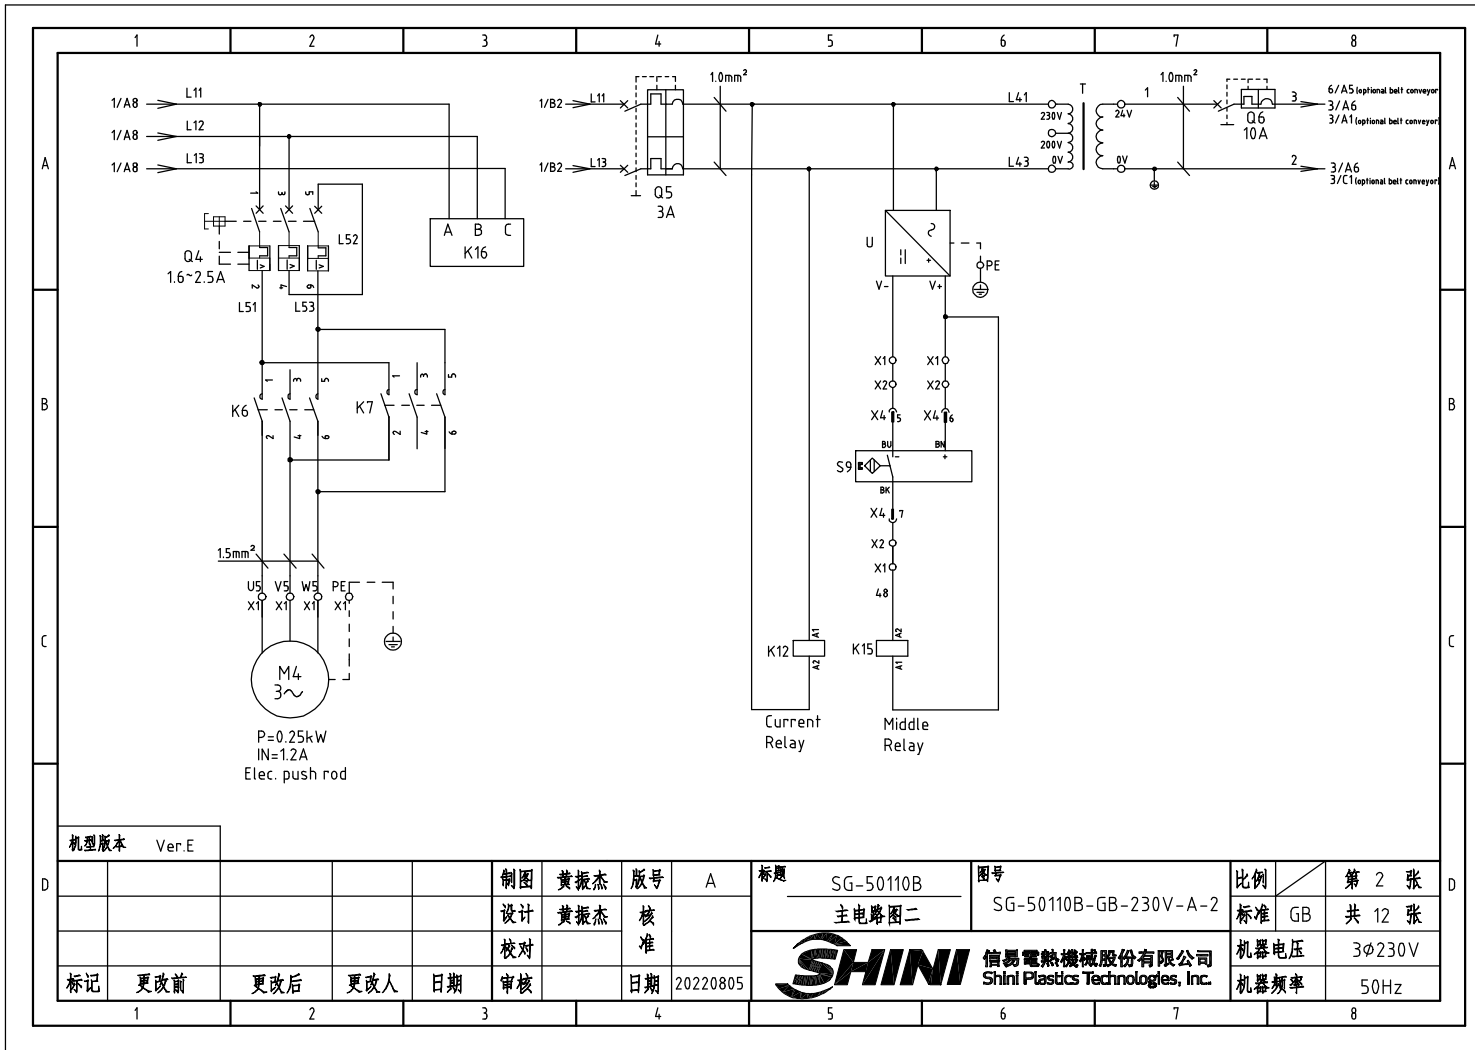 1 2 3 4 5 6 7 8
1/A8 L11
1/A8 L12
1/A8 L13
1/B2 L11
1/B2 L13
1.0mm²
Q5
3A
L41
L43
230V
200V
0V
T
24V
0V
1
1.0mm²
Q6
10A
3
2
6/A5(optional belt conveyor
3/A6
3/A1(optional belt conveyor)
3/A6
3/C1(optional belt conveyor)
A A
1 3 5
Q4
1.6~2.5A
2 4 6
L52
L51 L53
A B C
K16
U
V- V+
PE
B B
K6
1 3 5
2 4 6
K7
1 3 5
2 4 6
X1 X1
X2 X2
X4 5 X4 6
BU BN
- +
S9
BK
X4 7
X2
X1
48
1.5mm²
U5 V5 W5 PE
X1 X1 X1 X1
C C
M4
3~
P=0.25kW
IN=1.2A
Elec. push rod
K12 A1 A2
K15 A2 A1
Current
Relay
Middle
Relay
机型版本 Ver.E
D D
制图 黄振杰 版号 A
设计 黄振杰 核准
校对
标记 更改前 更改后 更改人 日期 审核 日期 20220805
标题 SG-50110B
主电路图二
图号
SG-50110B-GB-230V-A-2
比例 第 2 张
标准 GB 共 12 张
SHINI 信易電熱機械股份有限公司
Shini Plastics Technologies, Inc.
机器电压 3Φ230V
机器频率 50Hz
1 2 3 4 5 6 7 8